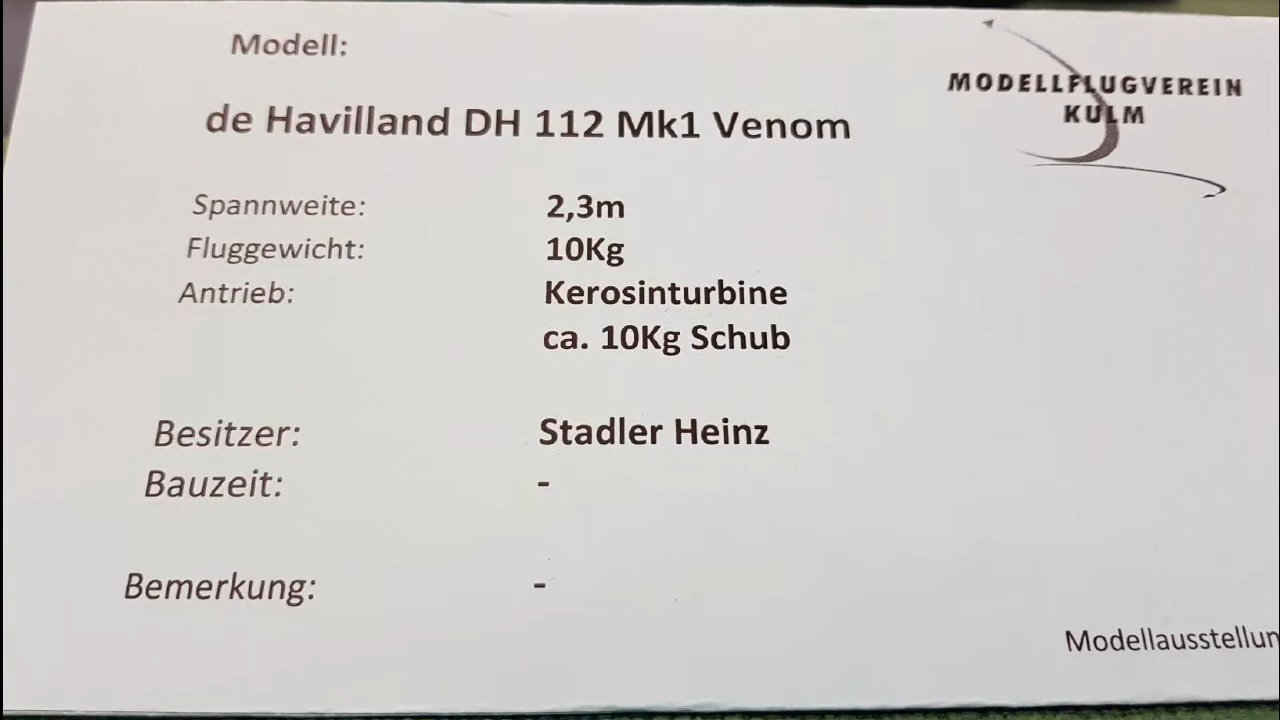 Modell:
MODELLFLUGVEREIN
KULM
de Havilland DH 112 Mk1 Venom
Spannweite: 2,3m
Fluggewicht: 10Kg
Antrieb: Kerosinturbine
ca. 10Kg Schub
Besitzer: Stadler Heinz
Bauzeit: -
Bemerkung: -
Modellausstellun